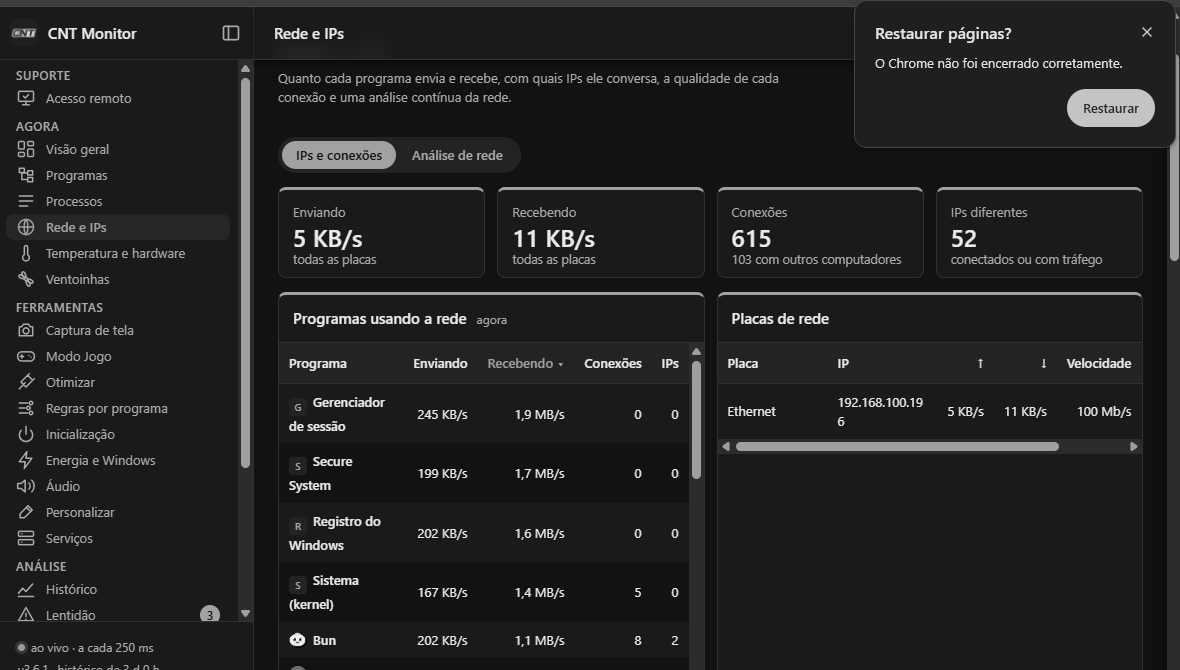 CNT
CNT Monitor
SUPORTE
Acesso remoto
AGORA
Visão geral
Programas
Processos
Rede e IPs
Temperatura e hardware
Ventoinhas
FERRAMENTAS
Captura de tela
Modo Jogo
Otimizar
Regras por programa
Inicialização
Energia e Windows
Áudio
Personalizar
Serviços
ANÁLISE
Histórico
Lentidão 3
ao vivo · a cada 250 ms
v3.6.1 · histórico de 3 d 0 h
Rede e IPs
Quanto cada programa envia e recebe, com quais IPs ele conversa, a qualidade de cada
conexão e uma análise contínua da rede.
IPs e conexões Análise de rede
Enviando
5 KB/s
todas as placas
Recebendo
11 KB/s
todas as placas
Conexões
615
103 com outros computadores
IPs diferentes
52
conectados ou com tráfego
Programas usando a rede agora
Programa Enviando Recebendo Conexões IPs
G Gerenciador
de sessão 245 KB/s 1,9 MB/s 0 0
S Secure
System 199 KB/s 1,7 MB/s 0 0
R Registro do
Windows 202 KB/s 1,6 MB/s 0 0
S Sistema
(kernel) 167 KB/s 1,4 MB/s 5 0
Bun 202 KB/s 1,1 MB/s 8 2
Placas de rede
Placa IP ↑ ↓ Velocidade
Ethernet 192.168.100.19
6 5 KB/s 11 KB/s 100 Mb/s
Restaurar páginas?
O Chrome não foi encerrado corretamente.
Restaurar